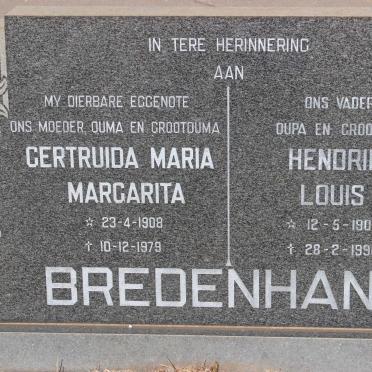 IN TERE HERINNERING
AAN
MY DIERBARE EGGENOTE
ONS MOEDER, OUMA EN GROOTOUMA
GERTRUIDA MARIA
MARGARITA
☆ 23-4-1908
† 10-12-1979
ONS VADER
OUPA EN GROO
HENDRI
LOUIS
☆ 12-5-190
† 28-2-199
BREDENHAN